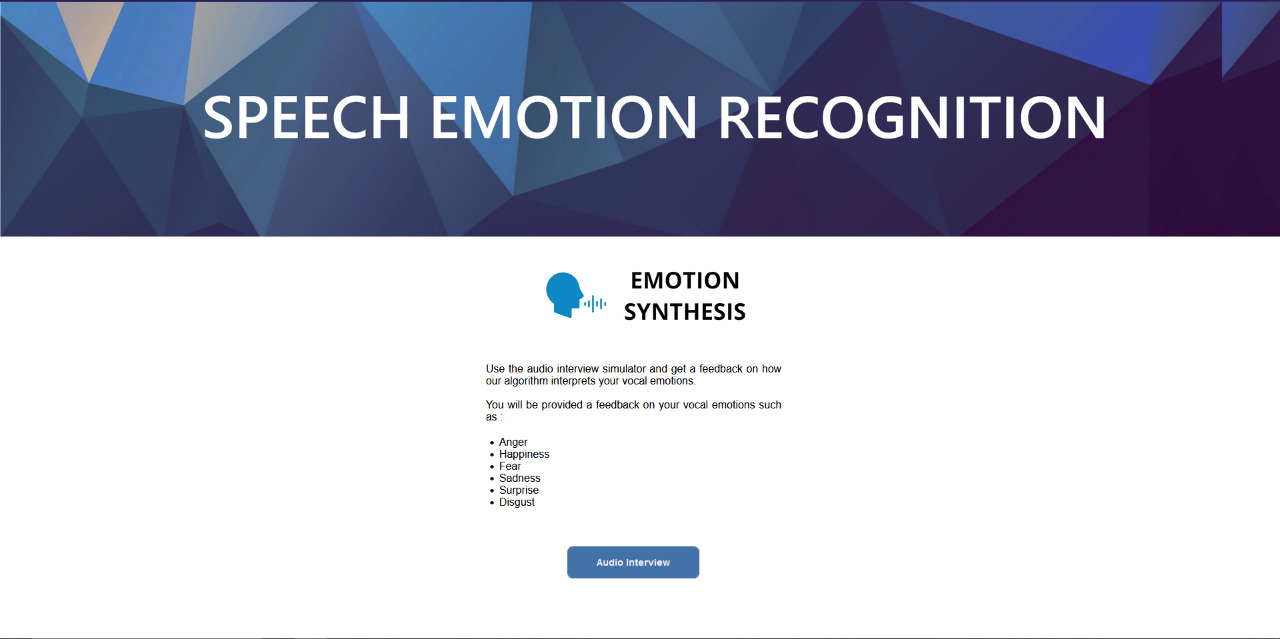 SPEECH EMOTION RECOGNITION
EMOTION
SYNTHESIS
Use the audio interview simulator and get a feedback on how
our algorithm interprets your vocal emotions.
You will be provided a feedback on your vocal emotions such
as :
• Anger
• Happiness
• Fear
• Sadness
• Surprise
• Disgust
Audio Interview